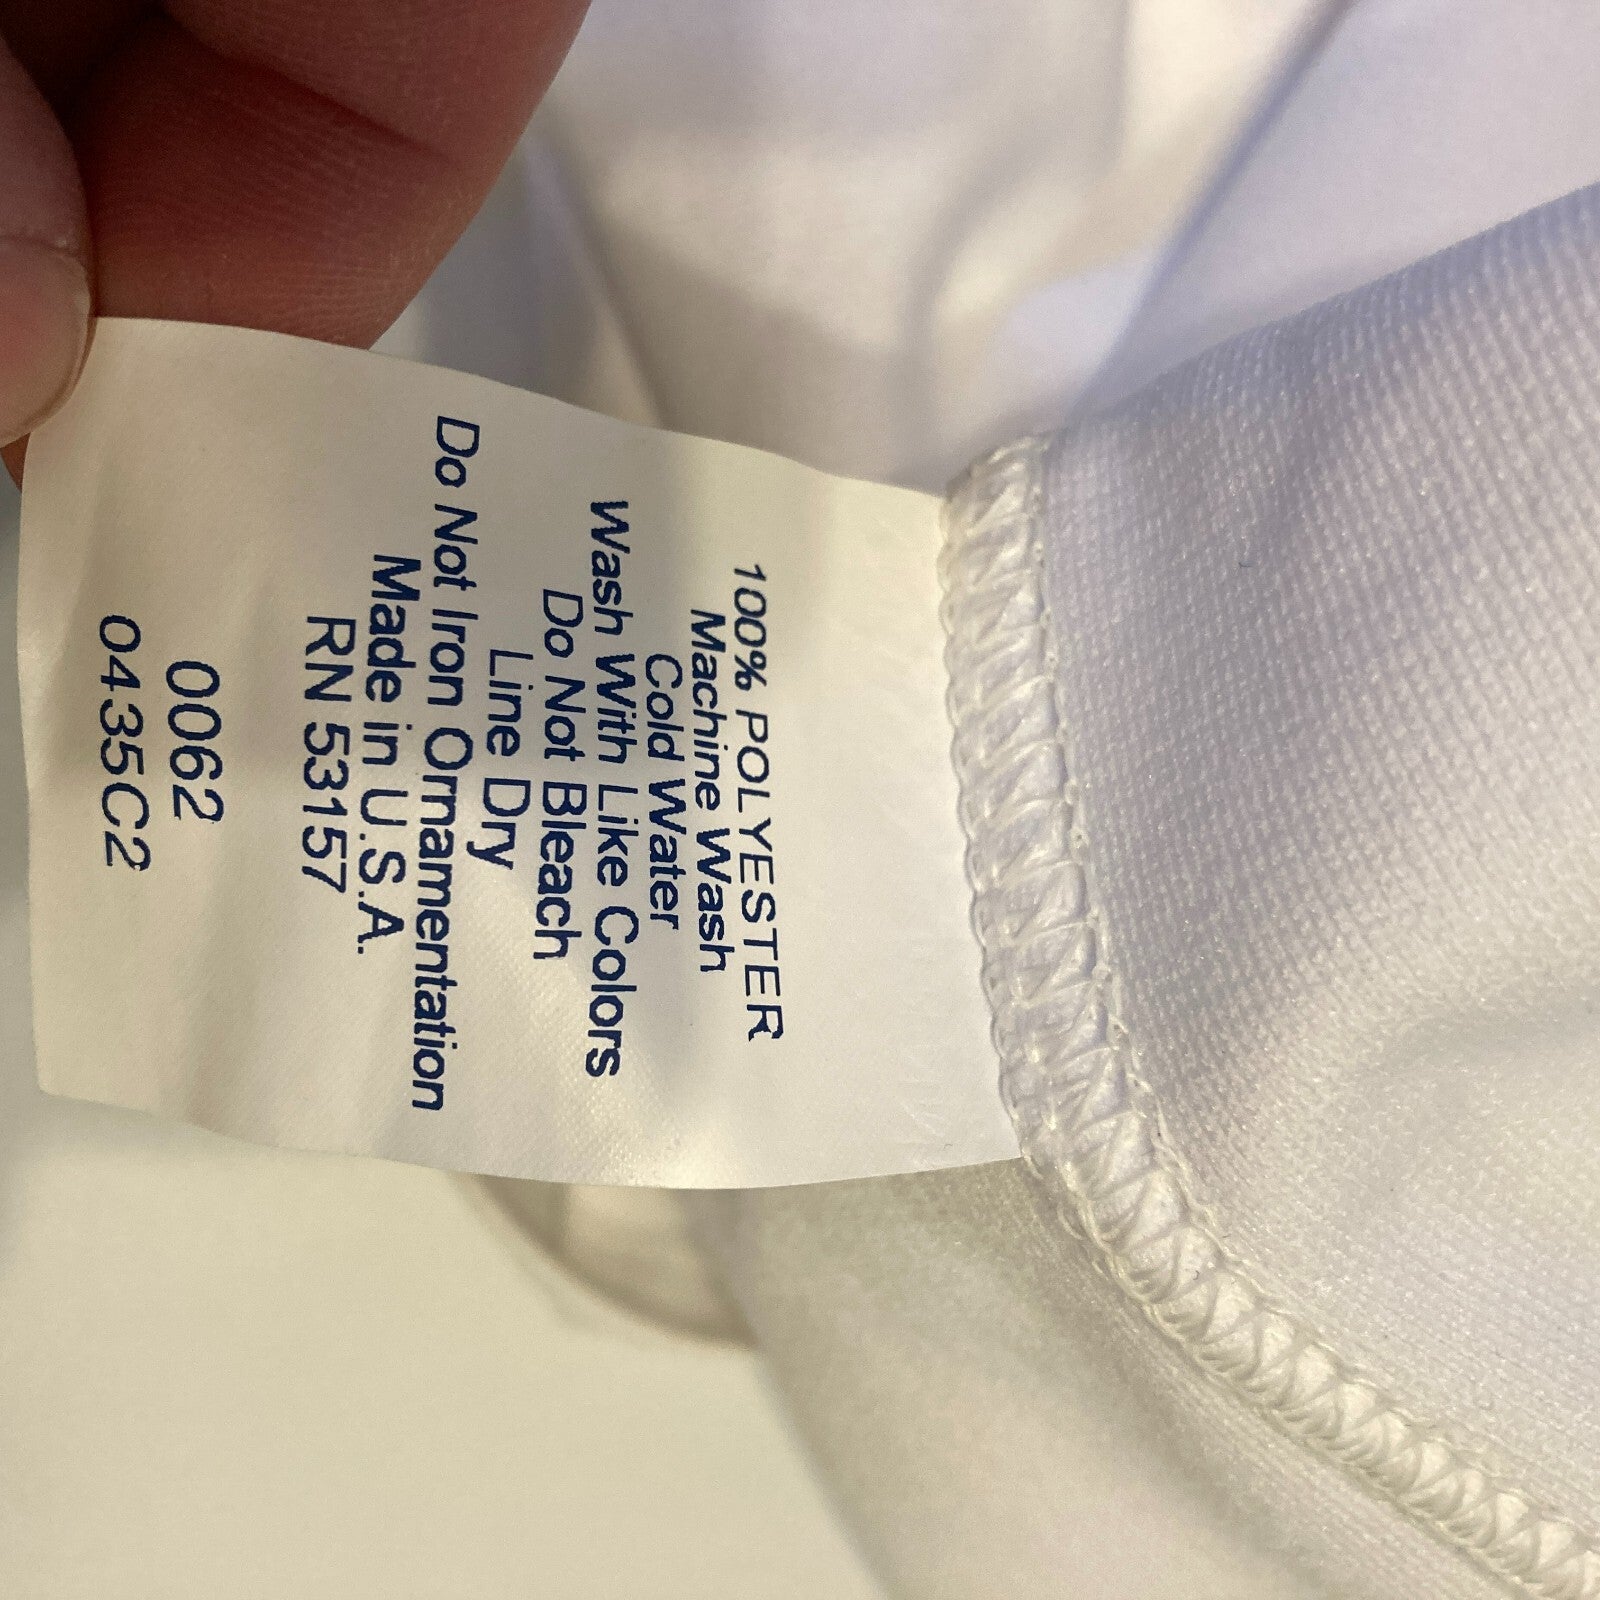 100% POLYESTER
Machine Wash
Cold Water
Wash With Like Colors
Do Not Bleach
Line Dry
Do Not Iron Ornamentation
Made in U.S.A.
RN 53157
0062
0435C2